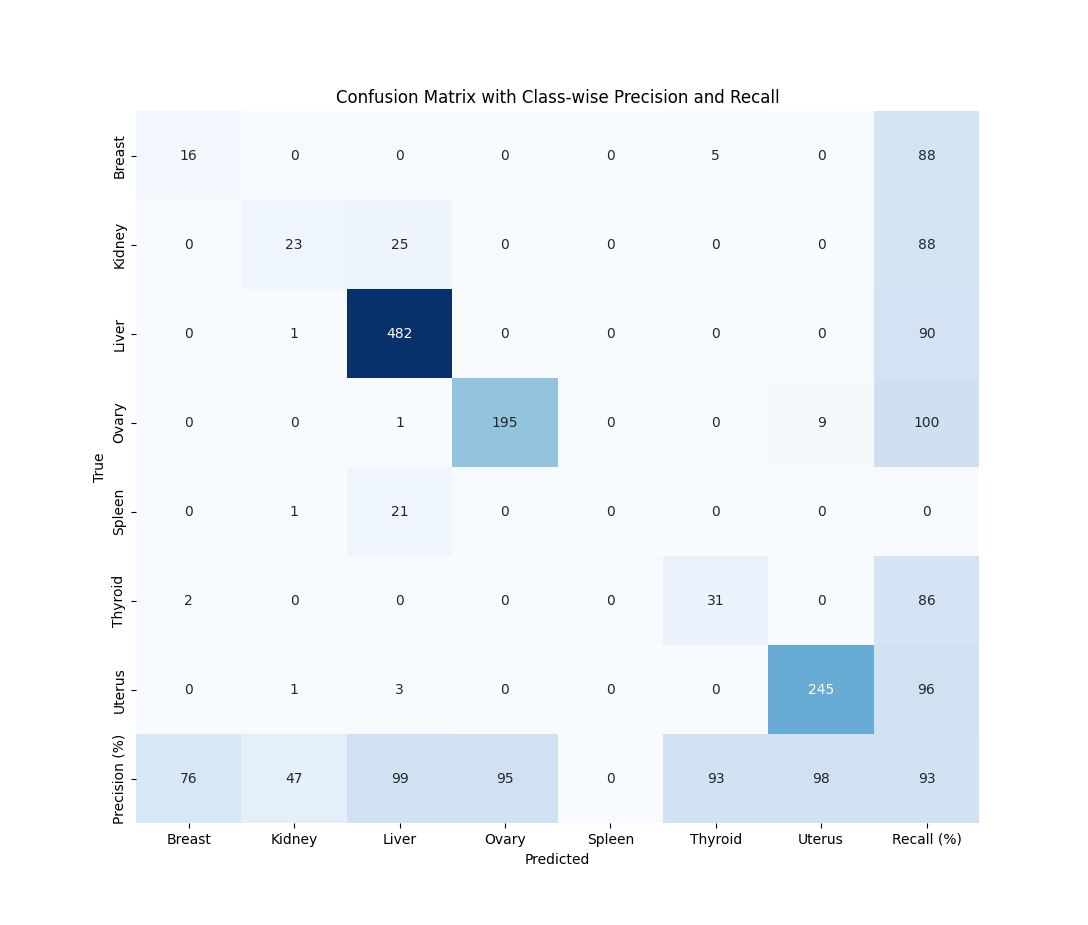 Confusion Matrix with Class-wise Precision and Recall
Breast 16 0 0 0 0 5 0 88
Kidney 0 23 25 0 0 0 0 88
Liver 0 1 482 0 0 0 0 90
Ovary 0 0 1 195 0 0 9 100
True
Spleen 0 1 21 0 0 0 0 0
Thyroid 2 0 0 0 0 31 0 86
Uterus 0 1 3 0 0 0 245 96
Precision (%) 76 47 99 95 0 93 98 93
Breast Kidney Liver Ovary Spleen Thyroid Uterus Recall (%)
Predicted